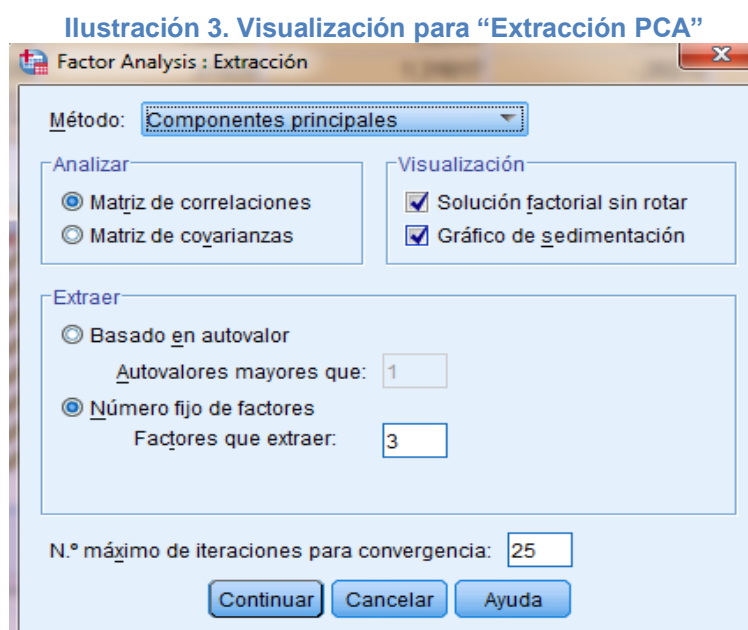 Ilustración 3. Visualización para “Extracción PCA”
Factor Analysis : Extracción
Método: Componentes principales
Analizar
Matriz de correlaciones
Matriz de covarianzas
Visualización
Solución factorial sin rotar
Gráfico de sedimentación
Extraer
Basado en autovalor
Autovalores mayores que: 1
Número fijo de factores
Factores que extraer: 3
N.º máximo de iteraciones para convergencia: 25
Continuar Cancelar Ayuda